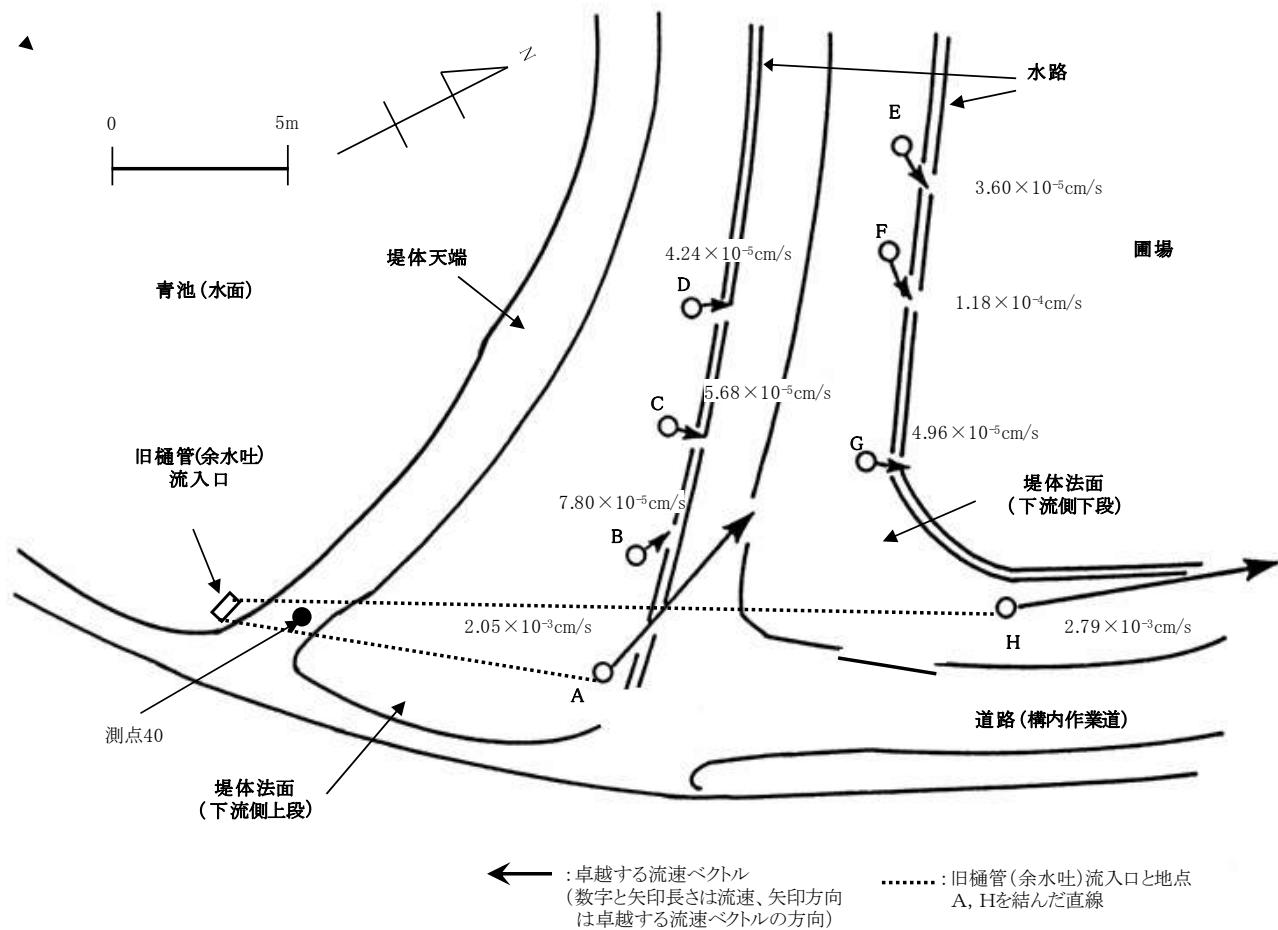 N
0 5m
水路
E
3.60×10⁻⁵cm/s
F
圃場
堤体天端
4.24×10⁻⁵cm/s
D
青池（水面）
1.18×10⁻⁴cm/s
5.68×10⁻⁵cm/s
C
4.96×10⁻⁵cm/s
G
旧樋管(余水吐)
流入口
堤体法面
（下流側下段）
7.80×10⁻⁵cm/s
B
2.05×10⁻³cm/s
2.79×10⁻³cm/s
H
A
道路（構内作業道）
測点40
堤体法面
（下流側上段）
：卓越する流速ベクトル
（数字と矢印長さは流速、矢印方向
は卓越する流速ベクトルの方向）
：旧樋管（余水吐）流入口と地点
A, Hを結んだ直線